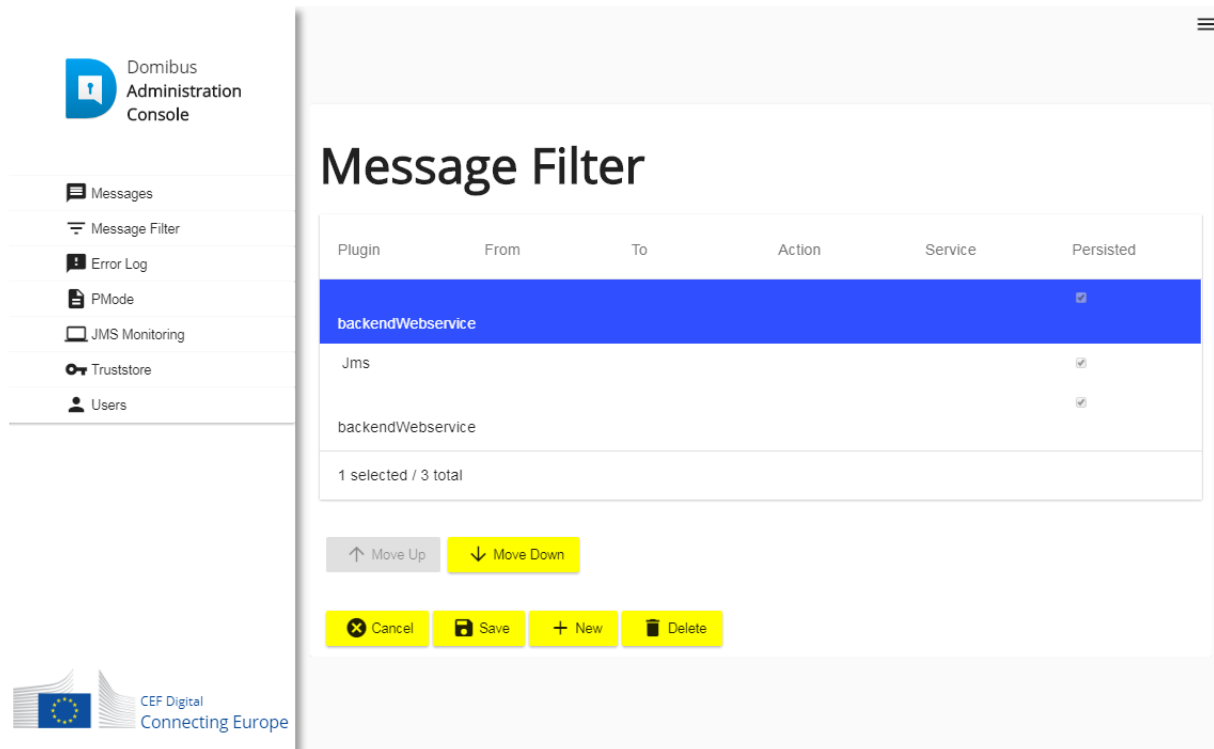 Domibus
Administration
Console
Messages
Message Filter
Error Log
PMode
JMS Monitoring
Truststore
Users
CEF Digital
Connecting Europe
Message Filter
Plugin From To Action Service Persisted
backendWebservice
Jms
backendWebservice
1 selected / 3 total
Move Up Move Down
Cancel Save New Delete